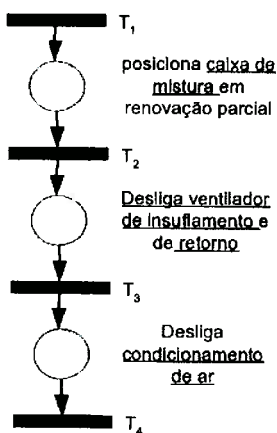 T1
posiciona caixa de
mistura em
renovação parcial
T2
Desliga ventilador
de insuflamento e
de retorno
T3
Desliga
condicionamento
de ar
T4